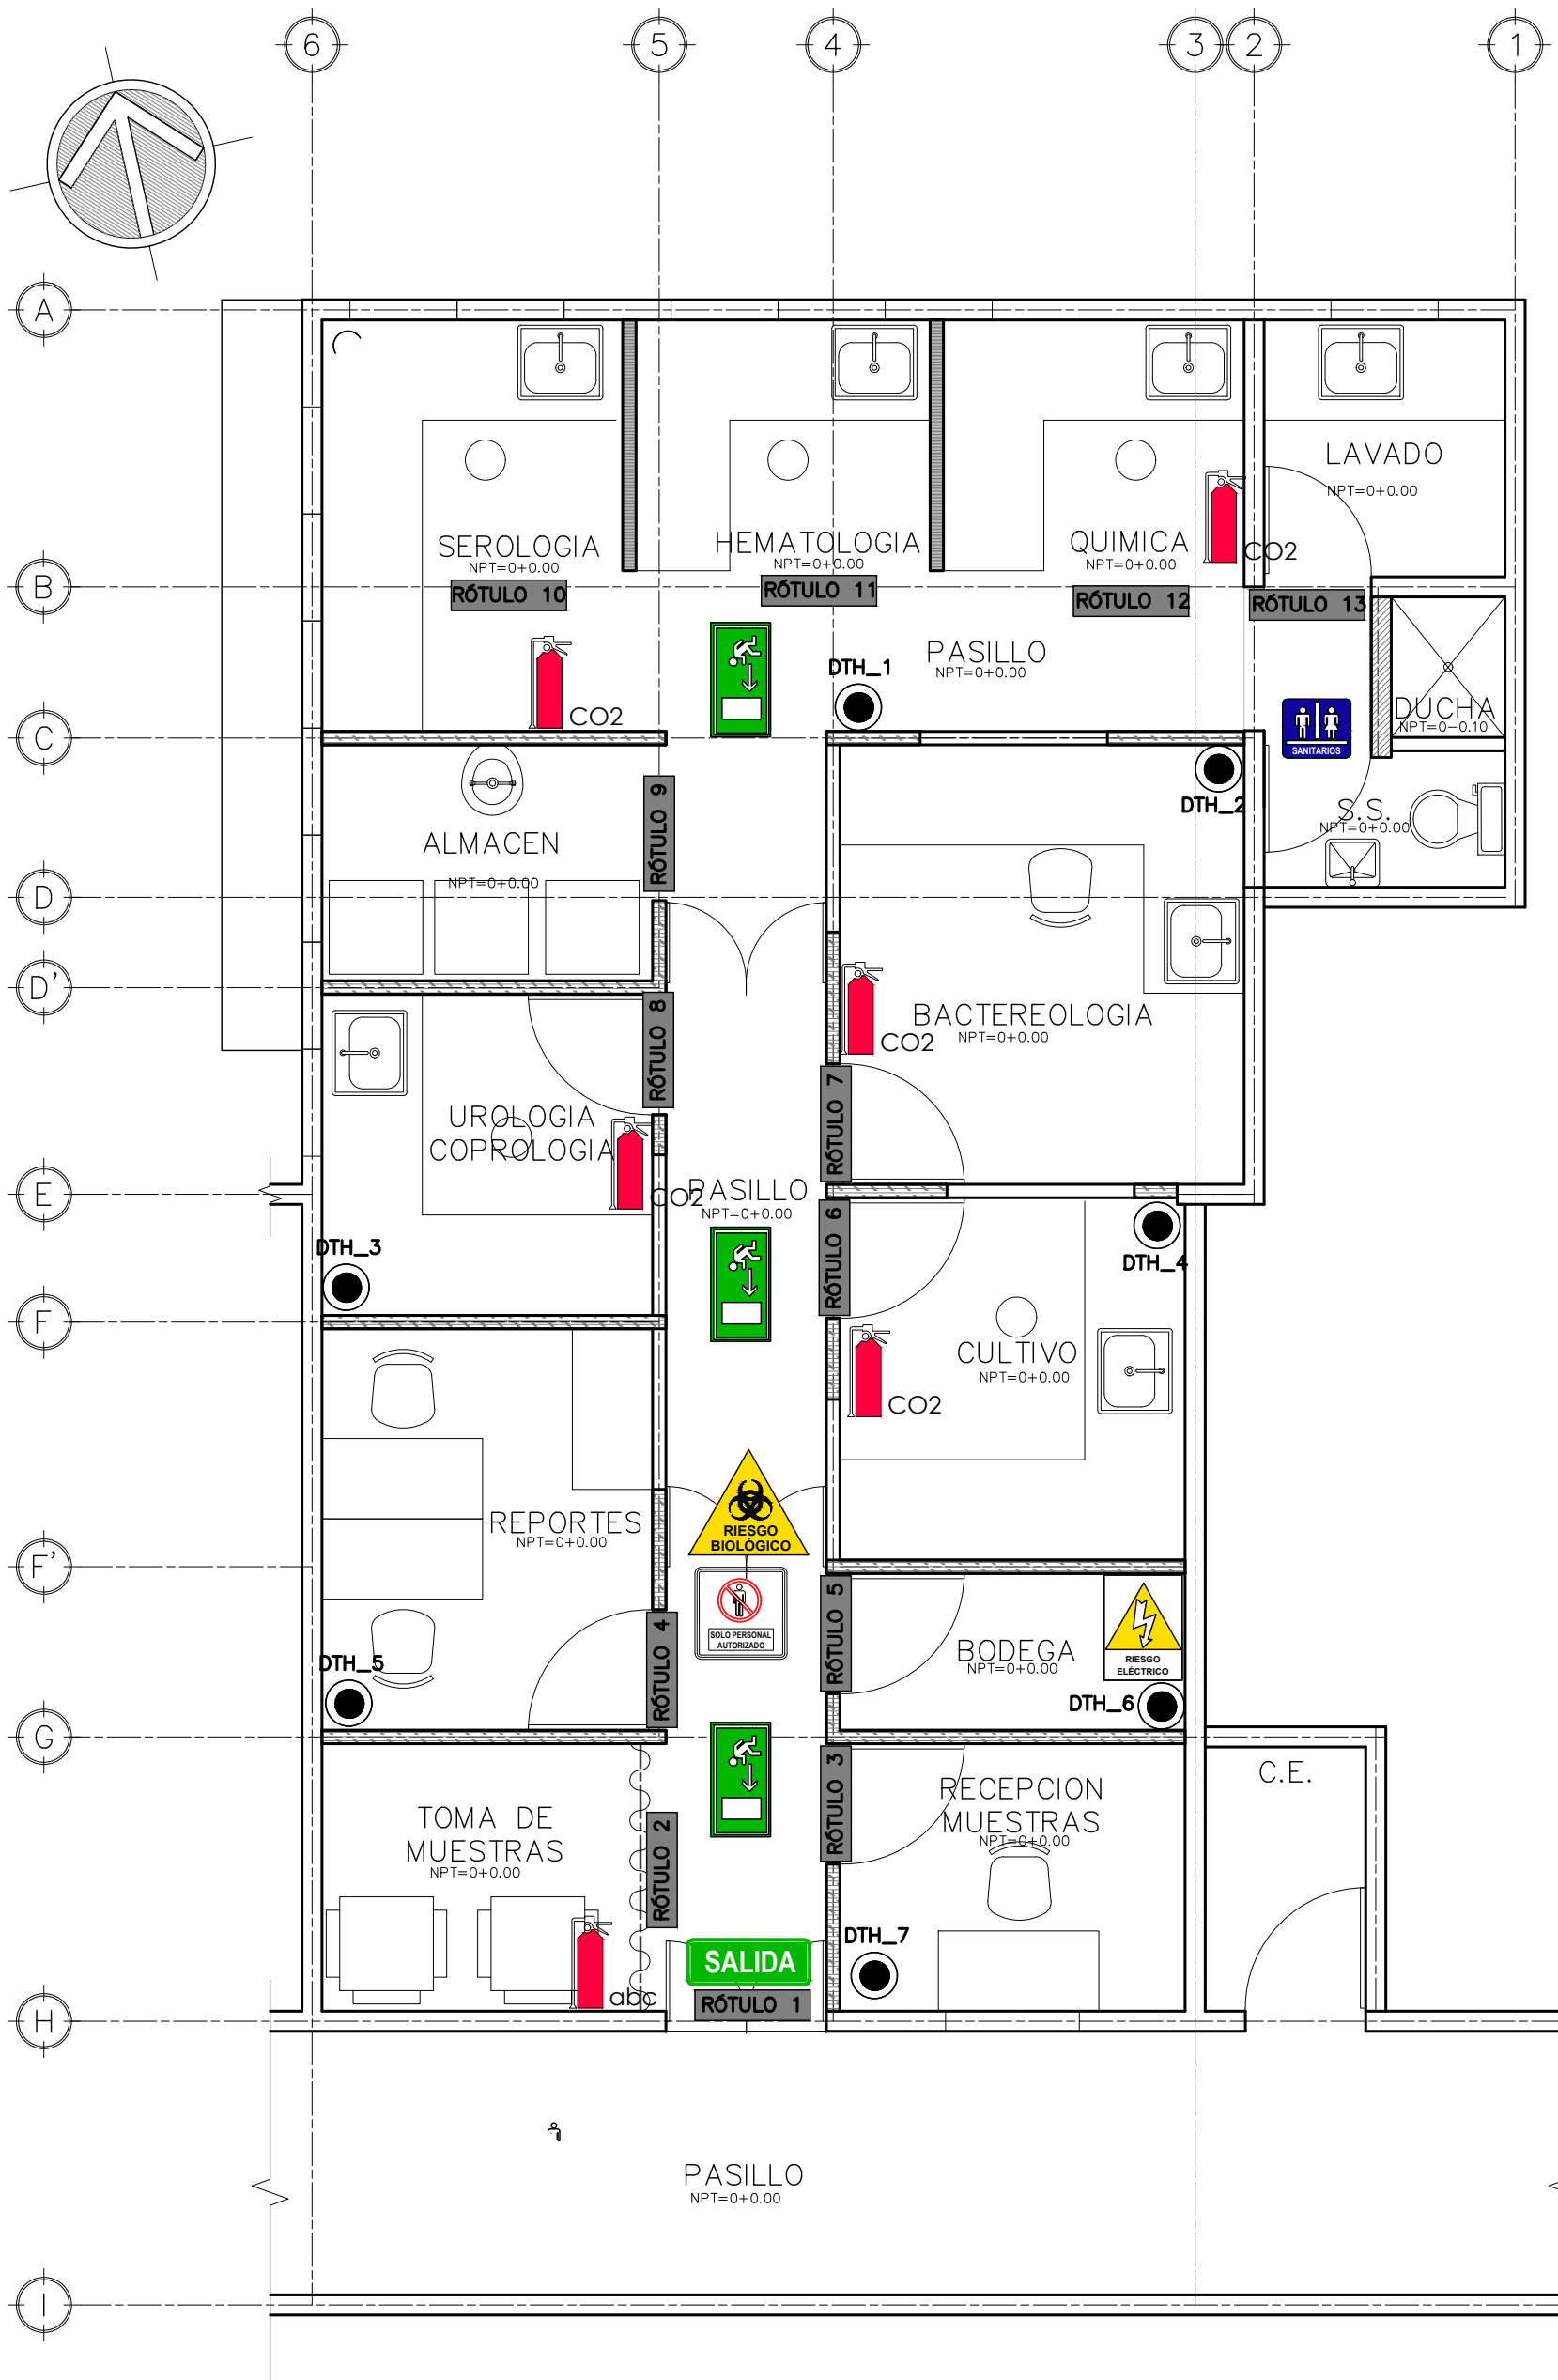 6
5
4
3
2
1
A
LAVADO
NPT=0+0.00
SEROLOGIA
NPT=0+0.00
HEMATOLOGIA
NPT=0+0.00
QUIMICA
NPT=0+0.00
CO2
B
RÓTULO 10
RÓTULO 11
RÓTULO 12
RÓTULO 13
PASILLO
NPT=0+0.00
DTH_1
CO2
DUCHA
NPT=0-0.10
SANITARIOS
C
DTH_2
S.S.
NPT=0+0.00
RÓTULO 9
ALMACEN
NPT=0+0.00
D
D'
BACTEREOLOGIA
NPT=0+0.00
CO2
RÓTULO 8
RÓTULO 7
UROLOGIA
COPROLOGIA
CO2
PASILLO
NPT=0+0.00
E
RÓTULO 6
DTH_3
DTH_4
F
CULTIVO
NPT=0+0.00
CO2
REPORTES
NPT=0+0.00
RIESGO
BIOLÓGICO
F'
SOLO PERSONAL
AUTORIZADO
RÓTULO 5
RÓTULO 4
BODEGA
NPT=0+0.00
RIESGO
ELÉCTRICO
DTH_5
DTH_6
G
C.E.
RÓTULO 3
RECEPCION
MUESTRAS
NPT=0+0.00
TOMA DE
MUESTRAS
NPT=0+0.00
RÓTULO 2
DTH_7
SALIDA
abc
RÓTULO 1
H
PASILLO
NPT=0+0.00
I